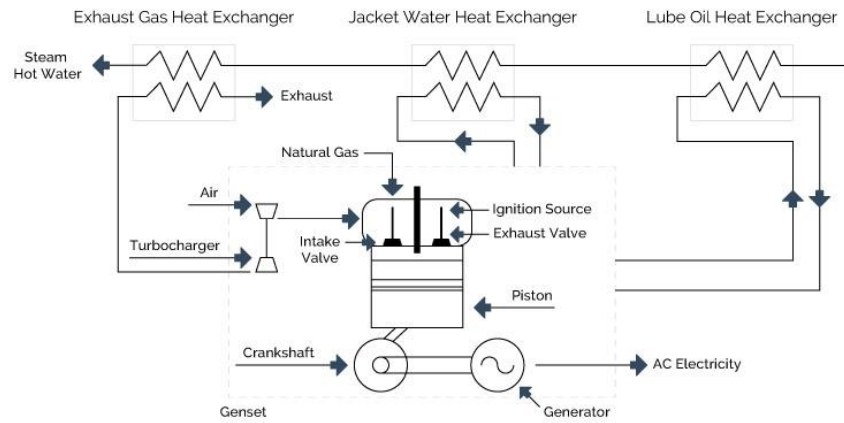 Exhaust Gas Heat Exchanger
Jacket Water Heat Exchanger
Lube Oil Heat Exchanger
Steam
Hot Water
Exhaust
Natural Gas
Air
Ignition Source
Turbocharger
Intake
Valve
Exhaust Valve
Piston
Crankshaft
AC Electricity
Genset
Generator